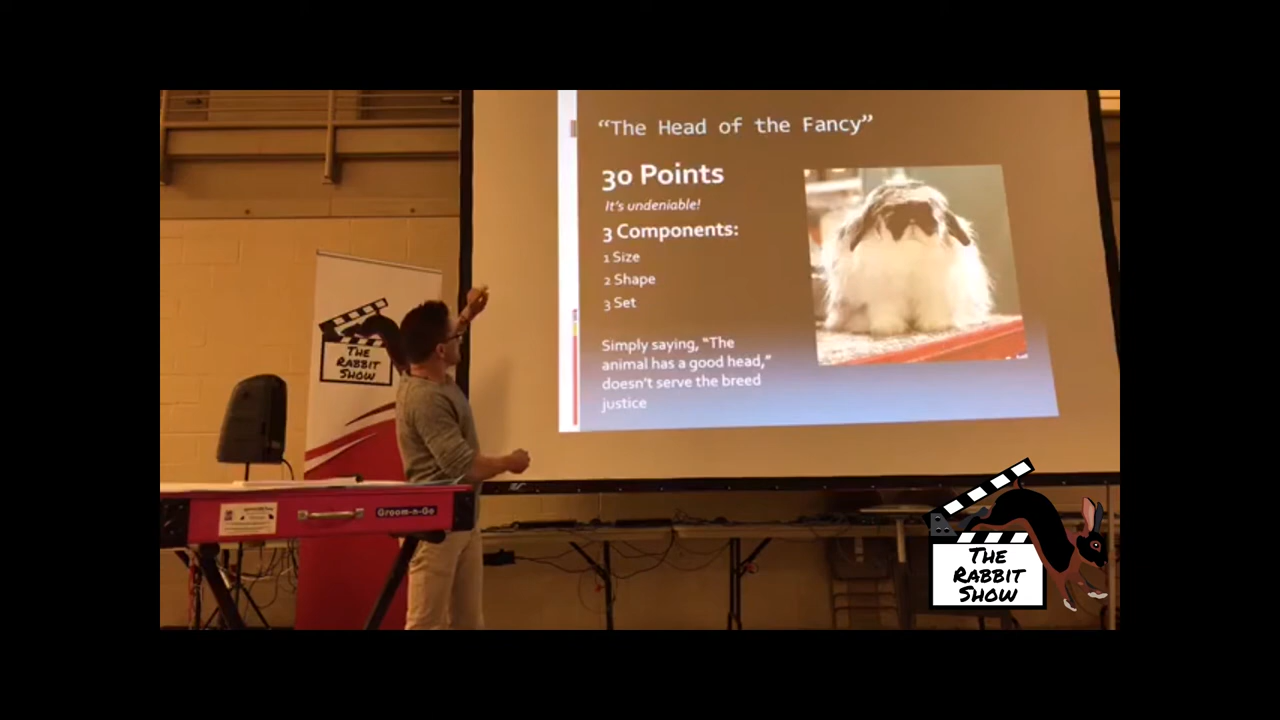 “The Head of the Fancy”
30 Points
It's undeniable!
3 Components:
1 Size
2 Shape
3 Set
Simply saying, “The
animal has a good head,”
doesn't serve the breed
justice
THE
RABBIT
SHOW
Groom-n-Go
THE
RABBIT
SHOW